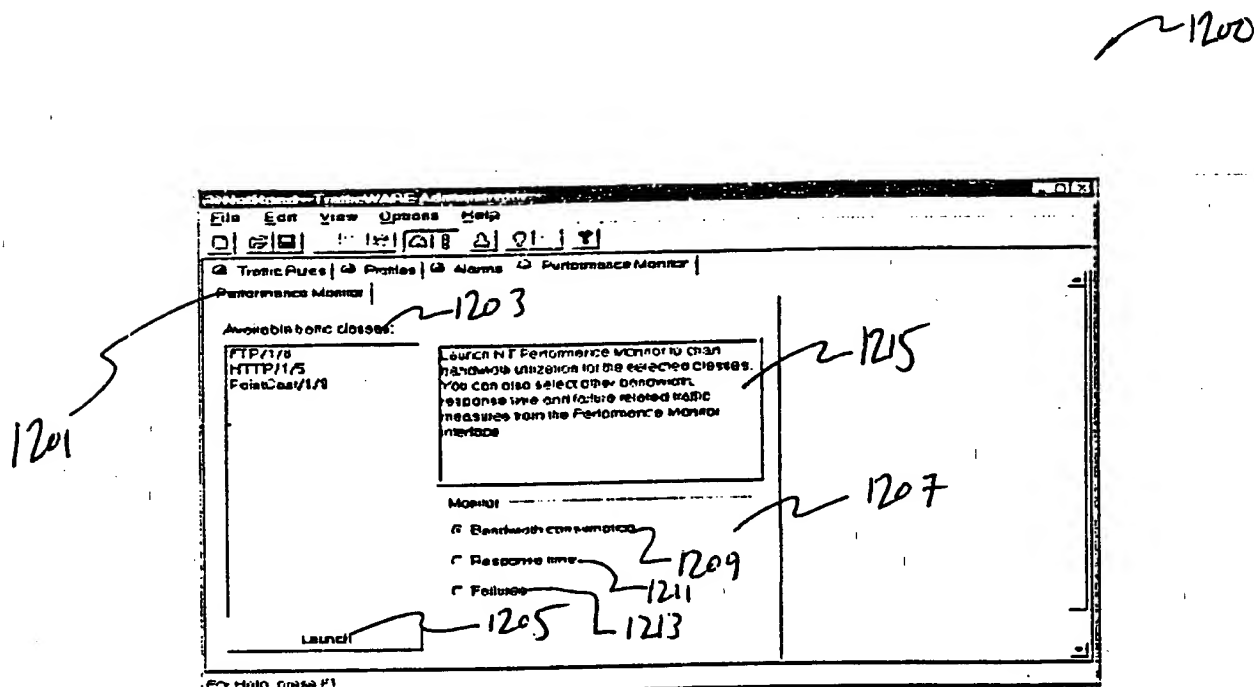 1200
TrafficWARE
File Edit View Options Help
Traffic Rules Profiles Alarms Performance Monitor
Performance Monitor
1203
Available traffic classes:
FTP/1/6
HTTP/1/5
PointCast/1/8
Launch NT Performance Monitor to chart
bandwidth utilization for the selected classes.
You can also select other bandwidth,
response time and failure related traffic
measures from the Performance Monitor
interface
1215
1201
Monitor
1207
Bandwidth consumption
1209
Response time
1211
Failures
1213
Launch
1205
For Help, press F1